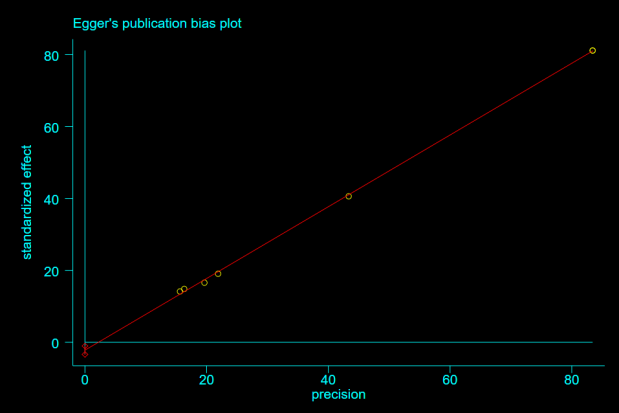 Egger's publication bias plot
standardized effect
80
60
40
20
0
0 20 40 60 80
precision